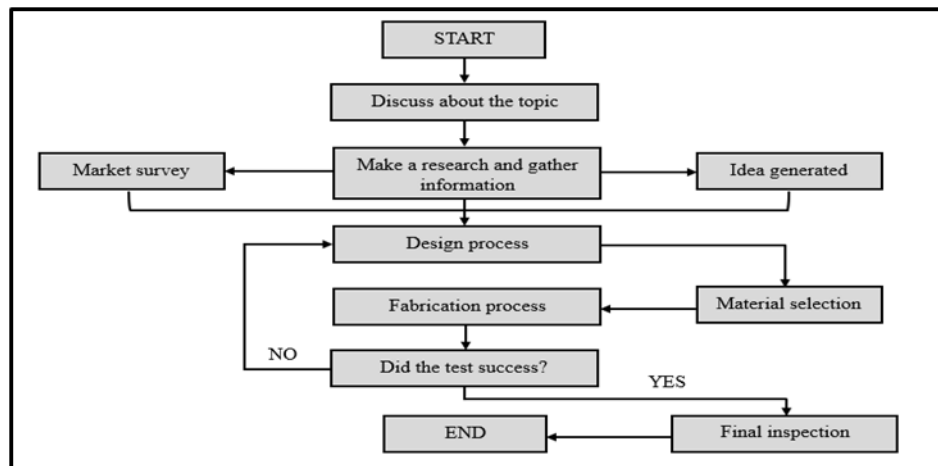 START
Discuss about the topic
Market survey
Make a research and gather
information
Idea generated
Design process
Fabrication process
Material selection
NO
Did the test success?
YES
END
Final inspection